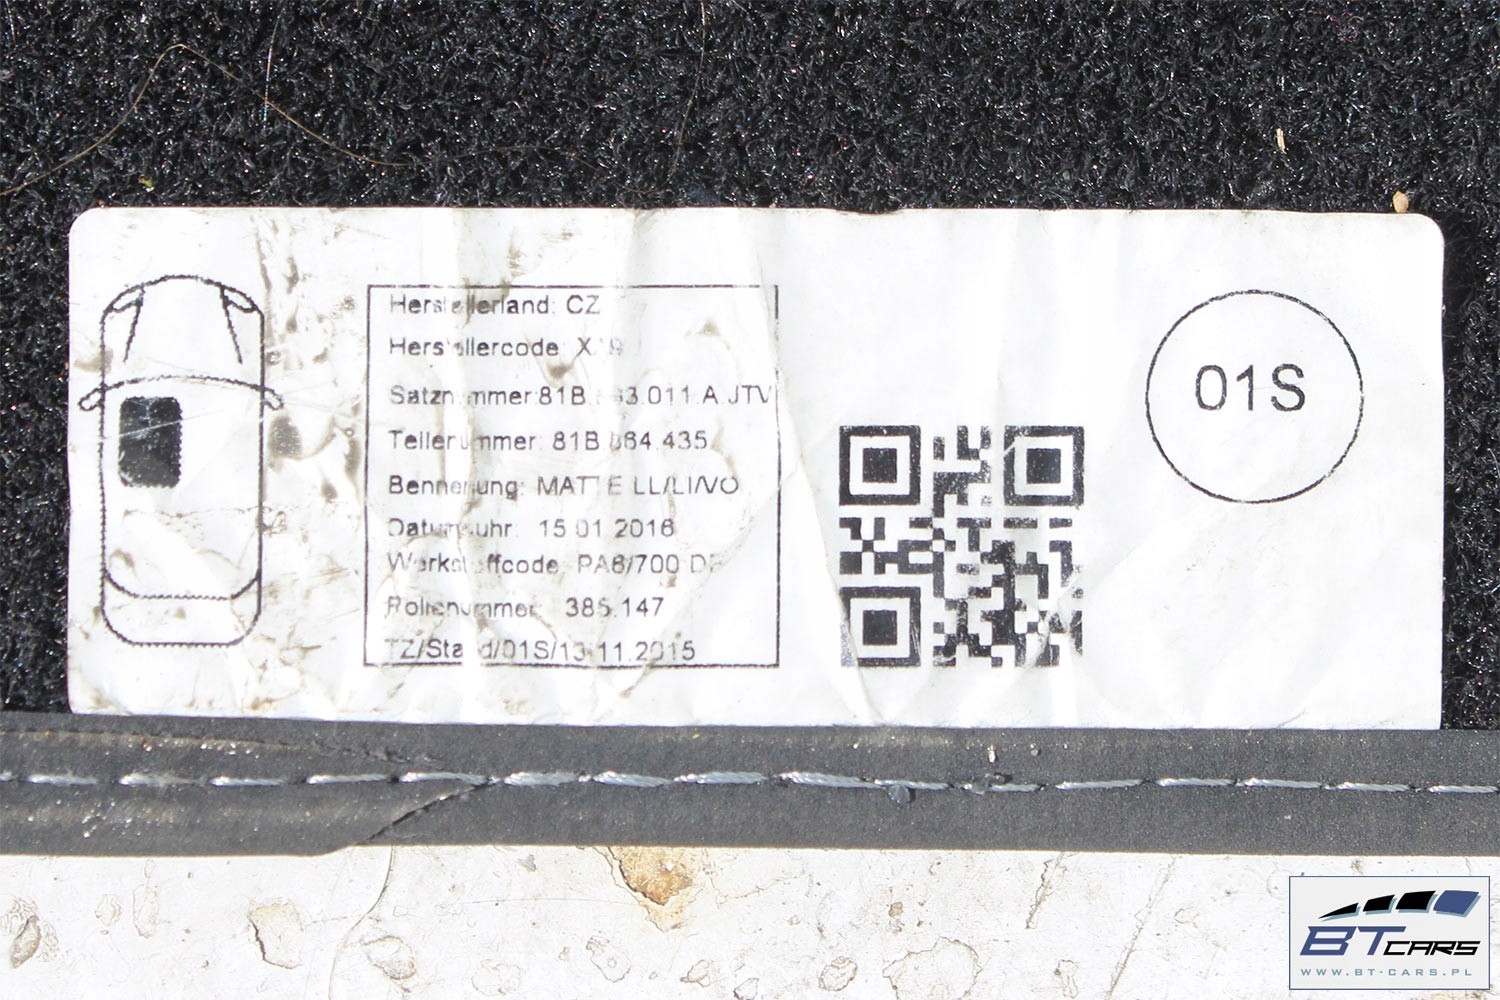 Herstellerland: CZ
Herstellercode:
Satznummer:81B.863.011.A.JTV
Teilenummer: 81B.864.435
Bennenung: MATTE LL/LI/VO
Datum/uhr: 15.01.2016
Werkstoffcode: PA6/700
Rollenummer: 385.147
TZ/Stand/01S/13.11.2015
01S
BT CARS
WWW.BT-CARS.PL